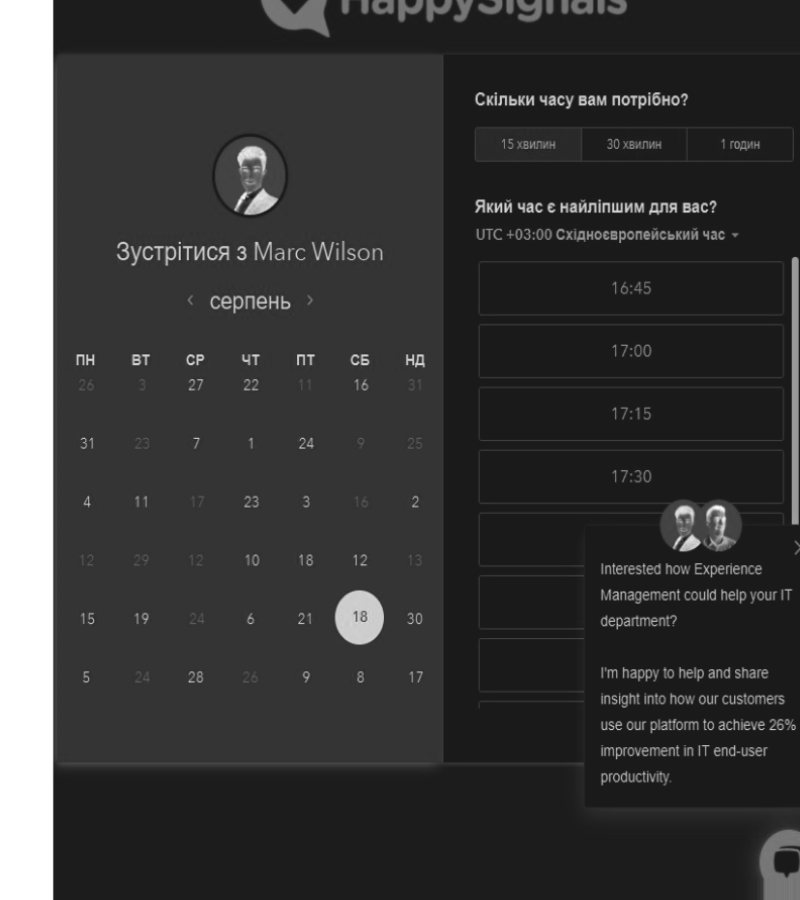 HappySignals
Зустрітися з Marc Wilson
серпень
ПН ВТ СР ЧТ ПТ СБ НД
26 3 27 22 11 16 31
31 23 7 1 24 9 25
4 11 17 23 3 16 2
12 29 12 10 18 12 13
15 19 24 6 21 18 30
5 24 28 26 9 8 17
Скільки часу вам потрібно?
15 хвилин 30 хвилин 1 годин
Який час є найліпшим для вас?
UTC +03:00 Східноєвропейський час
16:45
17:00
17:15
17:30
Interested how Experience
Management could help your IT
department?
I'm happy to help and share
insight into how our customers
use our platform to achieve 26%
improvement in IT end-user
productivity.